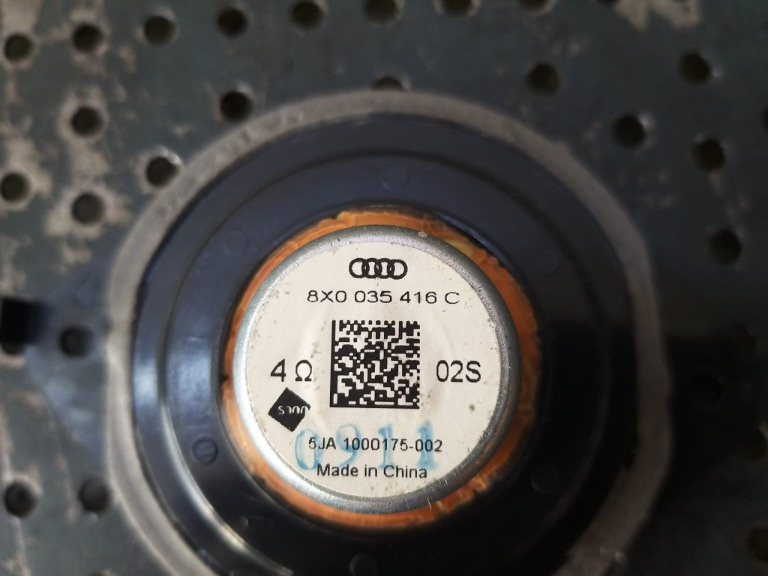 8X0 035 416 C
4 Ω
02S
5JA 1000175-002
0911
Made in China